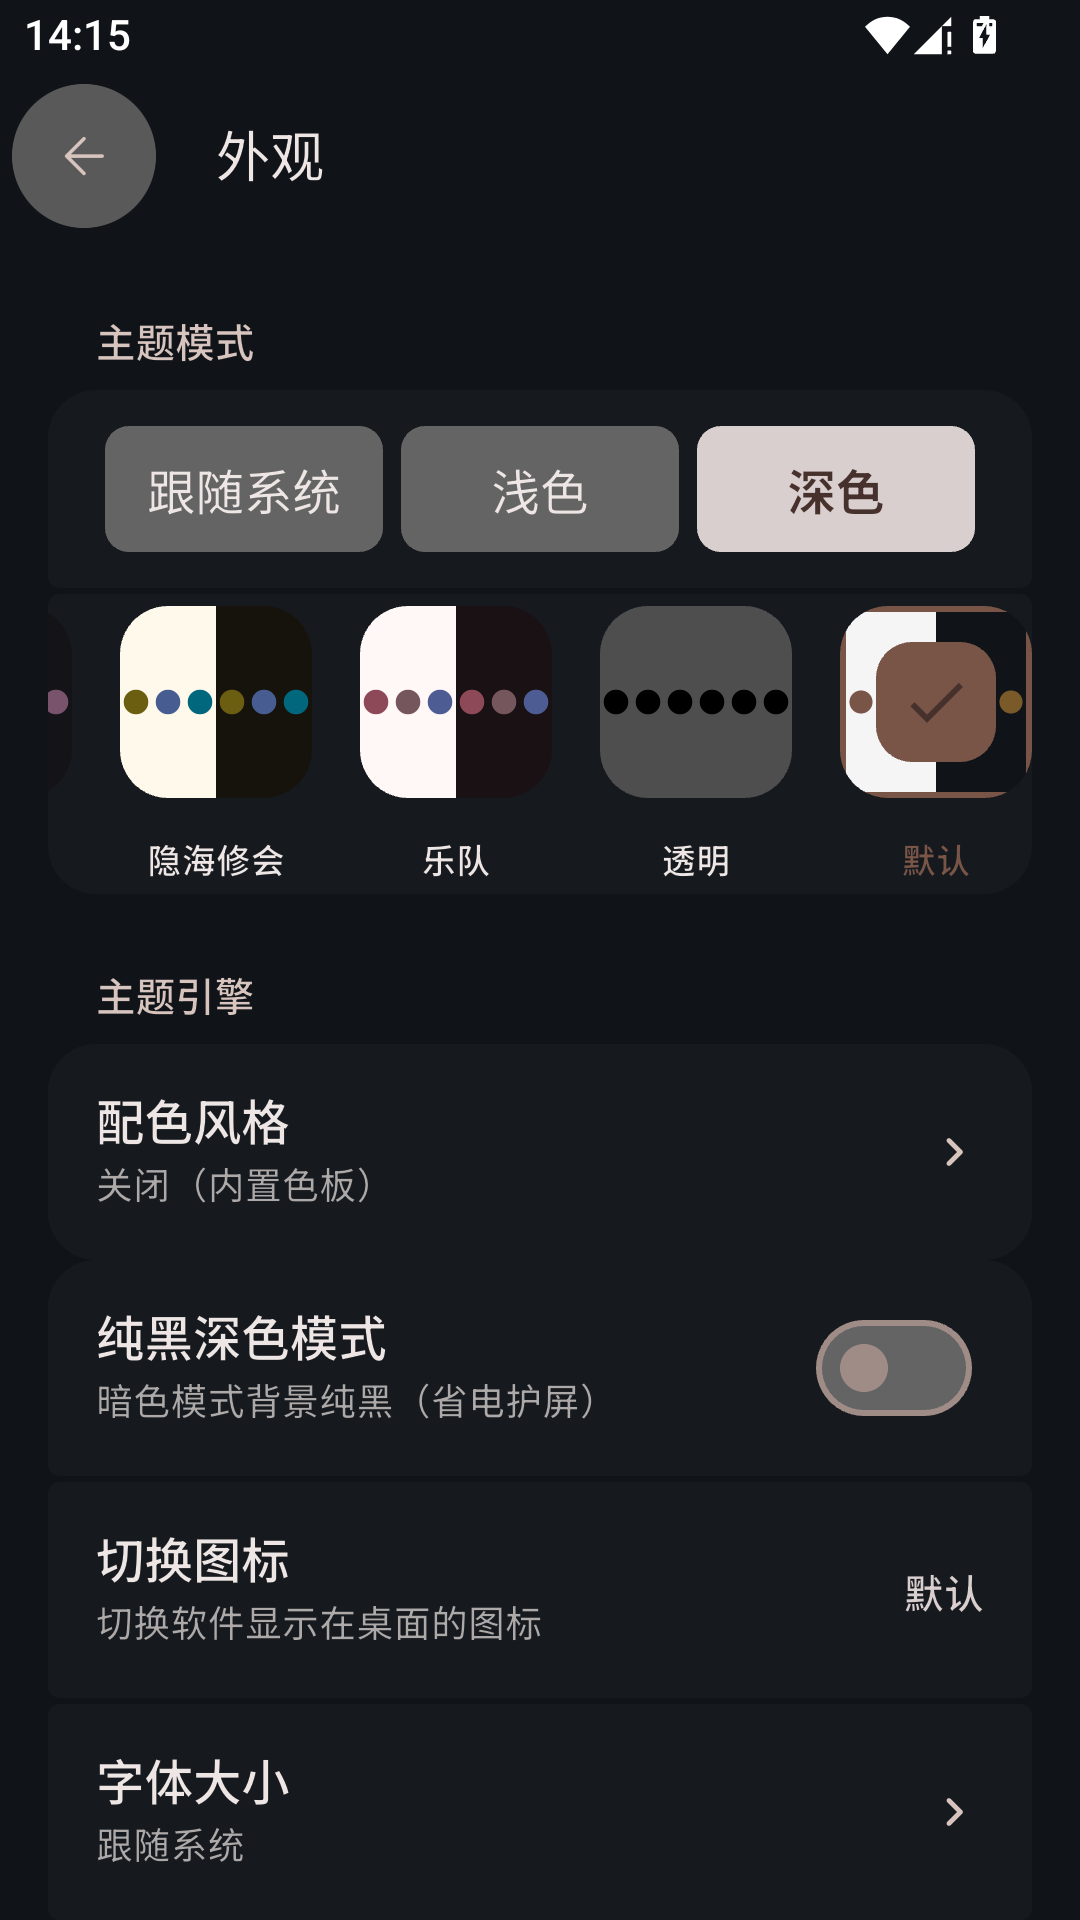 14:15
外观
主题模式
跟随系统
浅色
深色
隐海修会
乐队
透明
默认
主题引擎
配色风格
关闭（内置色板）
纯黑深色模式
暗色模式背景纯黑（省电护屏）
切换图标
切换软件显示在桌面的图标
默认
字体大小
跟随系统